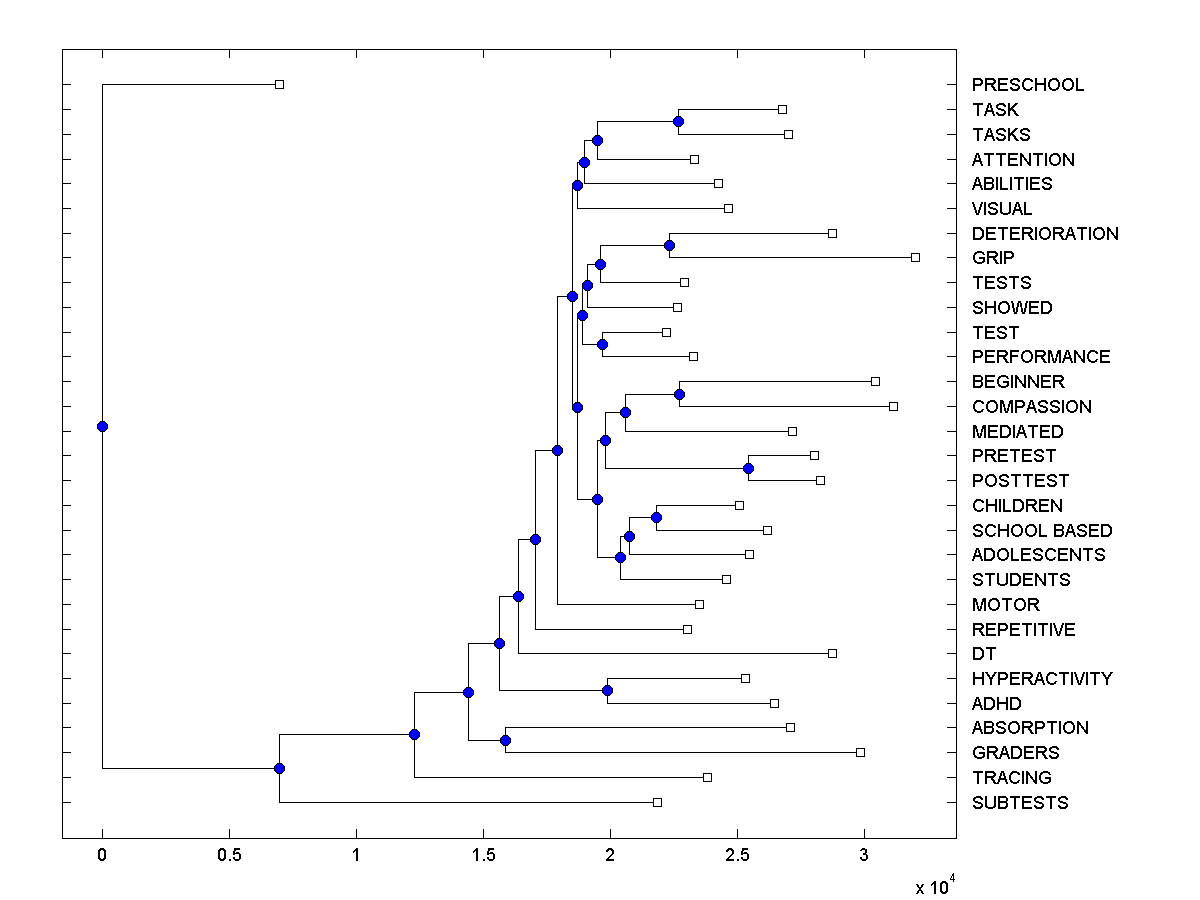 PRESCHOOL
TASK
TASKS
ATTENTION
ABILITIES
VISUAL
DETERIORATION
GRIP
TESTS
SHOWED
TEST
PERFORMANCE
BEGINNER
COMPASSION
MEDIATED
PRETEST
POSTTEST
CHILDREN
SCHOOL BASED
ADOLESCENTS
STUDENTS
MOTOR
REPETITIVE
DT
HYPERACTIVITY
ADHD
ABSORPTION
GRADERS
TRACING
SUBTESTS
0 0.5 1 1.5 2 2.5 3
x 10^4